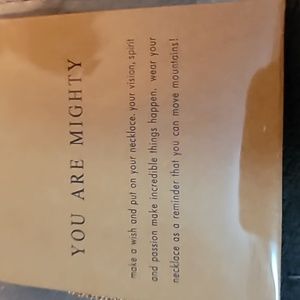 YOU ARE MIGHTY
make a wish and put on your necklace. your vision, spirit
and passion make incredible things happen. wear your
necklace as a reminder that you can move mountains!